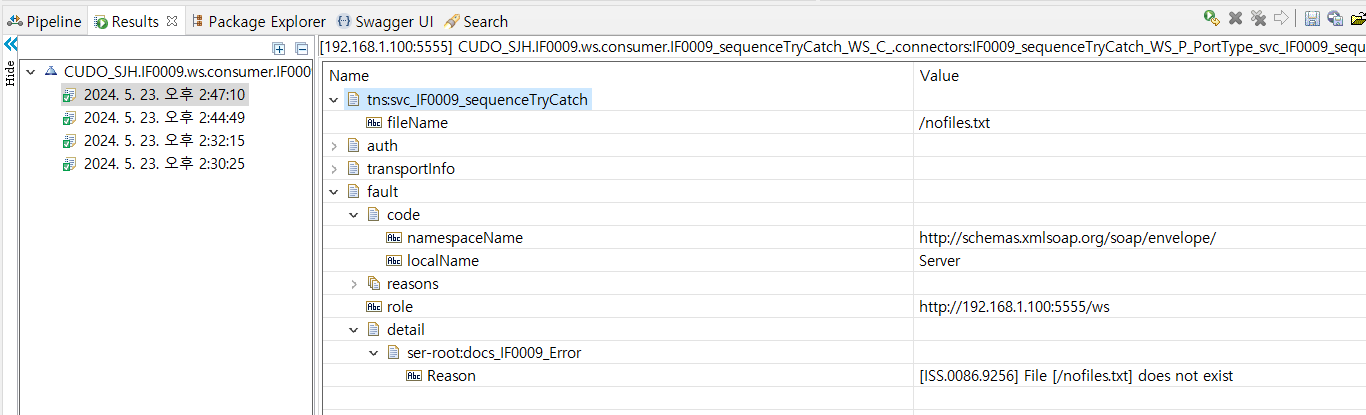 Pipeline Results Package Explorer Swagger UI Search
Hide
CUDO_SJH.IF0009.ws.consumer.IF000
2024. 5. 23. 오후 2:47:10
2024. 5. 23. 오후 2:44:49
2024. 5. 23. 오후 2:32:15
2024. 5. 23. 오후 2:30:25
[192.168.1.100:5555] CUDO_SJH.IF0009.ws.consumer.IF0009_sequenceTryCatch_WS_C_.connectors:IF0009_sequenceTryCatch_WS_P_PortType_svc_IF0009_sequ
Name Value
tns:svc_IF0009_sequenceTryCatch
Abc fileName /nofiles.txt
auth
transportInfo
fault
code
Abc namespaceName http://schemas.xmlsoap.org/soap/envelope/
Abc localName Server
reasons
Abc role http://192.168.1.100:5555/ws
detail
ser-root:docs_IF0009_Error
Abc Reason [ISS.0086.9256] File [/nofiles.txt] does not exist